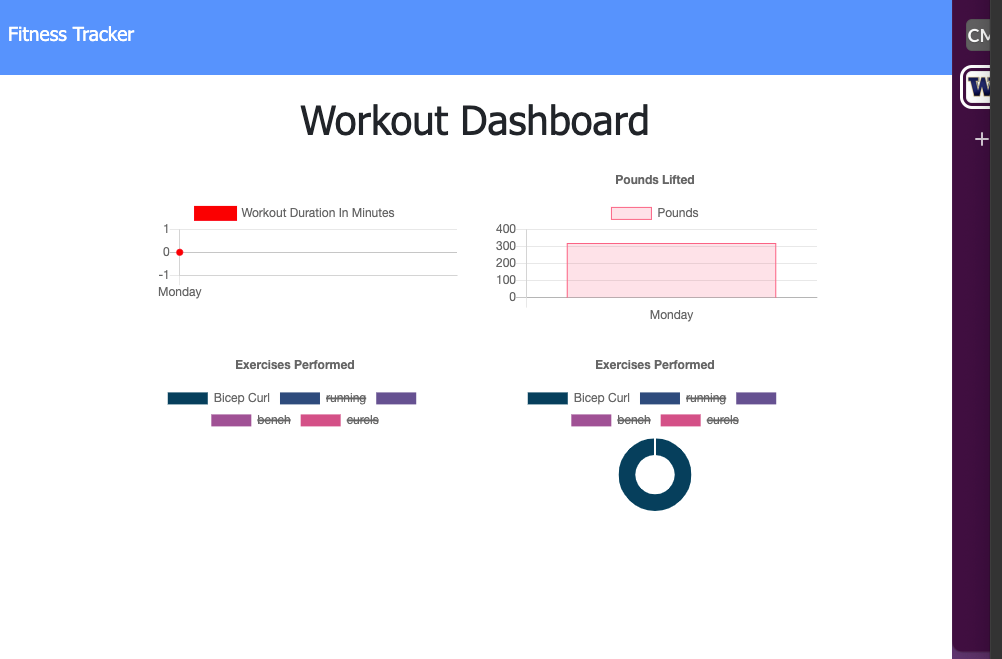 Fitness Tracker
CM
W
+
Workout Dashboard
Workout Duration In Minutes
1
0
-1
Monday
Pounds Lifted
Pounds
400
300
200
100
0
Monday
Exercises Performed
Bicep Curl running
bench curcls
Exercises Performed
Bicep Curl running
bench curcls